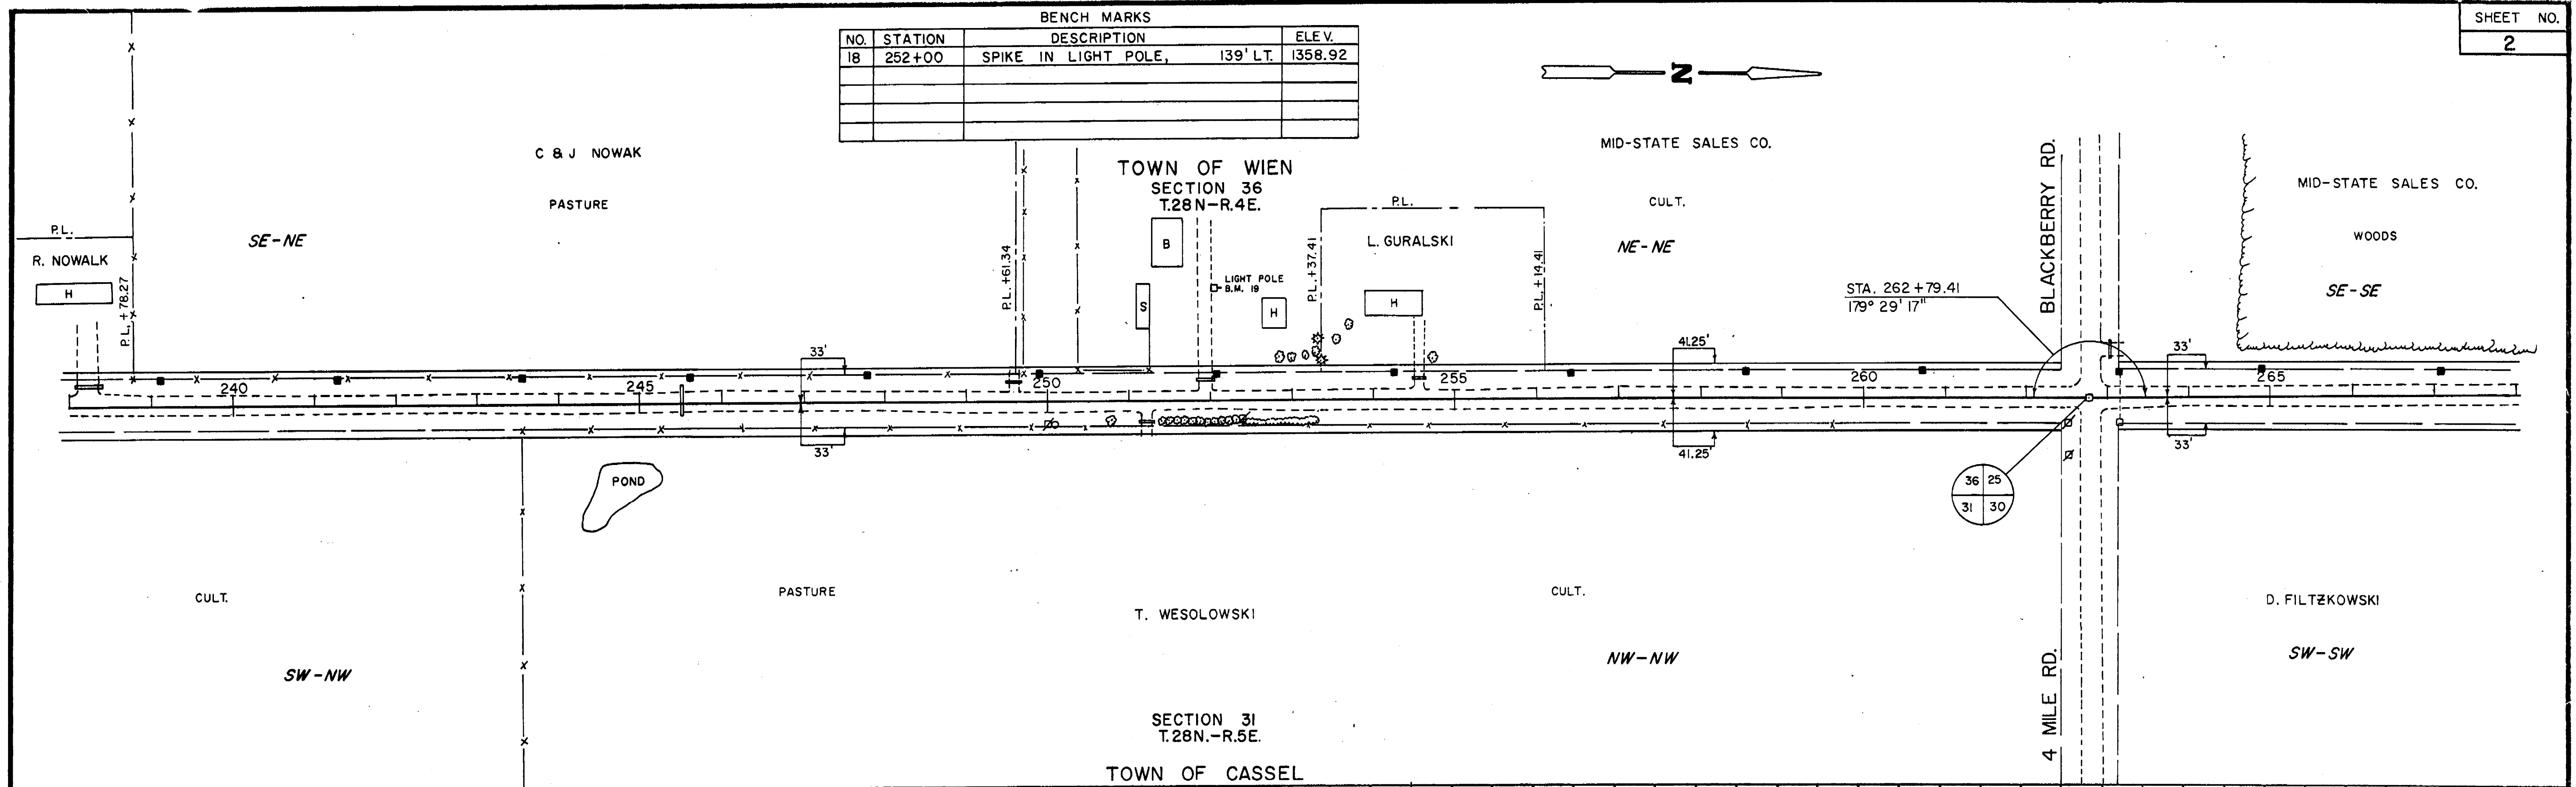 SHEET NO.
2
BENCH MARKS
NO. STATION DESCRIPTION ELEV.
18 252+00 SPIKE IN LIGHT POLE, 139' LT. 1358.92
N
C & J NOWAK
PASTURE
SE-NE
P.L.
R. NOWALK
H
P.L. +78.27
TOWN OF WIEN
SECTION 36
T.28N-R.4E.
P.L. +61.34
B
S
LIGHT POLE
B.M. 19
H
P.L. +37.41
P.L.
L. GURALSKI
H
P.L. +14.41
MID-STATE SALES CO.
CULT.
NE-NE
STA. 262+79.41
179° 29' 17"
BLACKBERRY RD.
MID-STATE SALES CO.
WOODS
SE-SE
33'
41.25'
33'
240
245
250
255
260
265
33'
41.25'
33'
POND
36 25
31 30
CULT.
SW-NW
PASTURE
T. WESOLOWSKI
CULT.
NW-NW
4 MILE RD.
D. FILTZKOWSKI
SW-SW
SECTION 31
T.28N.-R.5E.
TOWN OF CASSEL